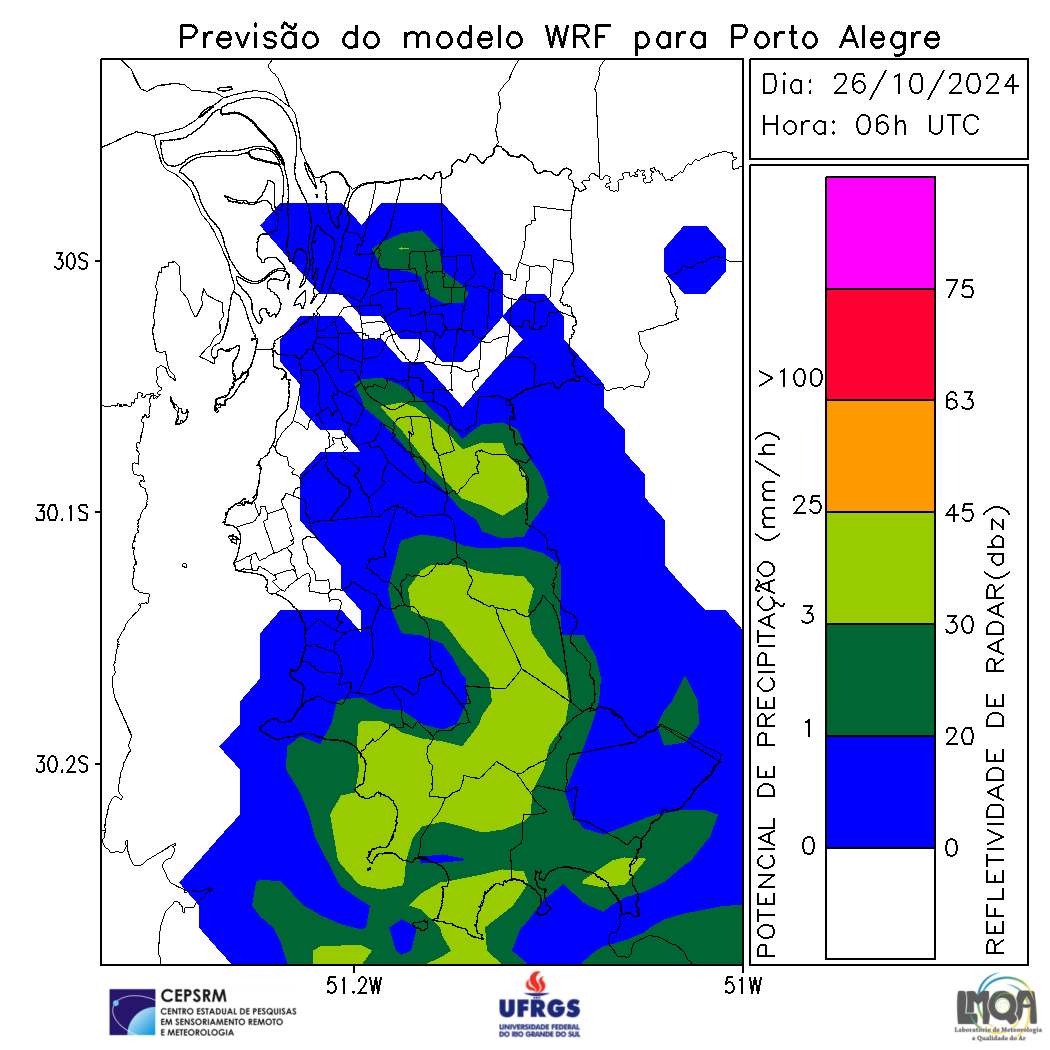 Previsão do modelo WRF para Porto Alegre
Dia: 26/10/2024
Hora: 06h UTC
30S
30.1S
30.2S
51.2W
51W
POTENCIAL DE PRECIPITAÇÃO (mm/h)
>100
25
3
1
0
75
63
45
30
20
0
REFLETIVIDADE DE RADAR(dbz)
CEPSRM
CENTRO ESTADUAL DE PESQUISAS
EM SENSORIAMENTO REMOTO
E METEOROLOGIA
UFRGS
UNIVERSIDADE FEDERAL
DO RIO GRANDE DO SUL
LMQA
Laboratório de Meteorologia
e Qualidade do Ar